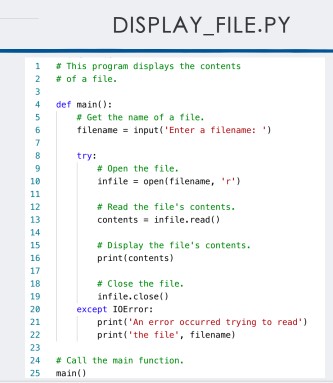 DISPLAY_FILE.PY
1 # This program displays the contents
2 # of a file.
3
4 def main():
5     # Get the name of a file.
6     filename = input('Enter a filename: ')
7
8     try:
9         # Open the file.
10         infile = open(filename, 'r')
11
12         # Read the file's contents.
13         contents = infile.read()
14
15         # Display the file's contents.
16         print(contents)
17
18         # Close the file.
19         infile.close()
20     except IOError:
21         print('An error occurred trying to read')
22         print('the file', filename)
23
24 # Call the main function.
25 main()